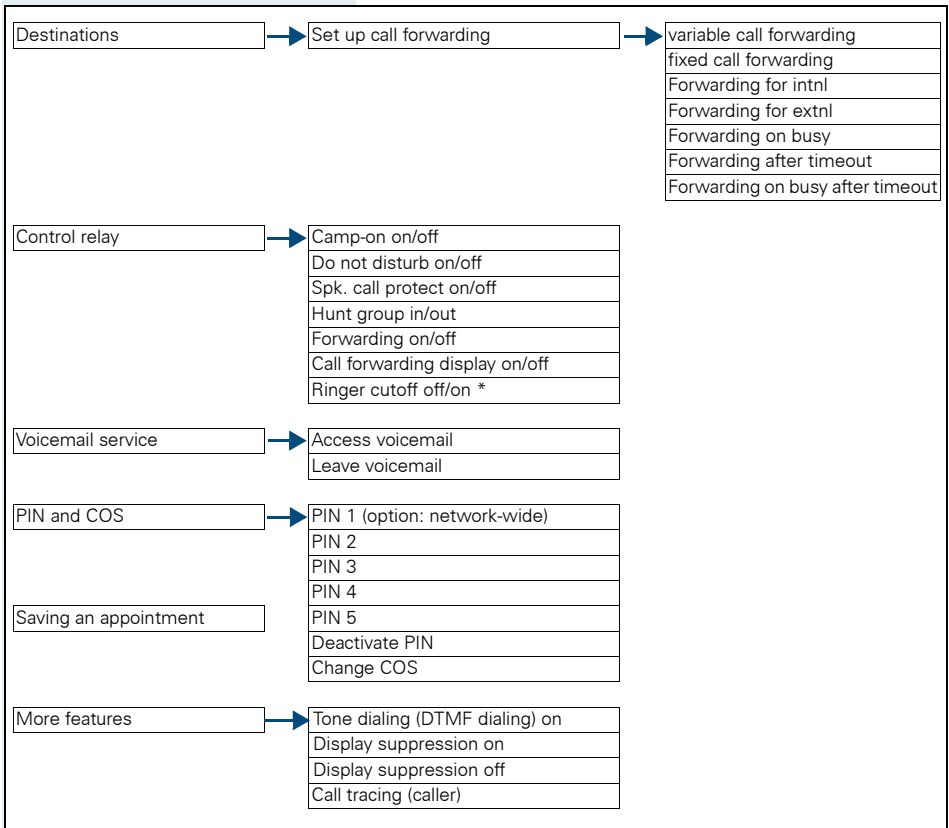 Destinations
Set up call forwarding
variable call forwarding
fixed call forwarding
Forwarding for intnl
Forwarding for extnl
Forwarding on busy
Forwarding after timeout
Forwarding on busy after timeout
Control relay
Camp-on on/off
Do not disturb on/off
Spk. call protect on/off
Hunt group in/out
Forwarding on/off
Call forwarding display on/off
Ringer cutoff off/on *
Voicemail service
Access voicemail
Leave voicemail
PIN and COS
PIN 1 (option: network-wide)
PIN 2
PIN 3
PIN 4
PIN 5
Deactivate PIN
Change COS
Saving an appointment
More features
Tone dialing (DTMF dialing) on
Display suppression on
Display suppression off
Call tracing (caller)